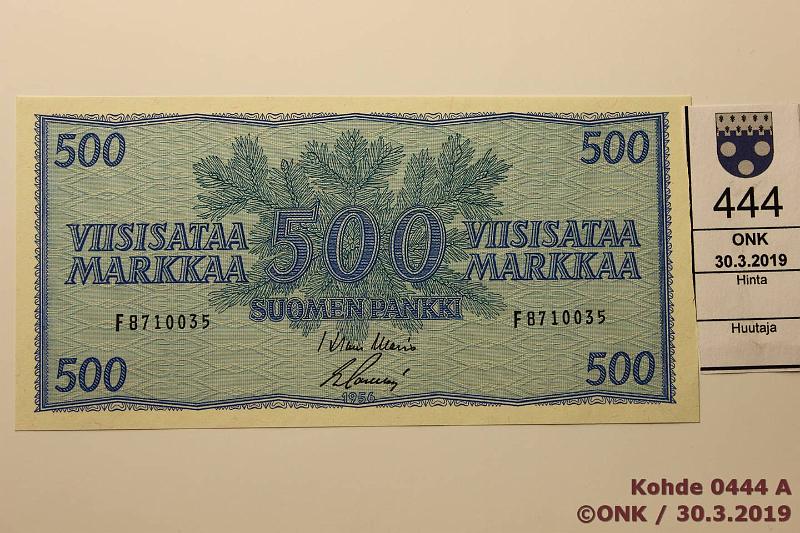 500
500
500
VIISISATAA
MARKKAA
VIISISATAA
MARKKAA
SUOMEN PANKKI
F8710035
F8710035
500
500
1956
444
ONK
30.3.2019
Hinta
Huutaja
Kohde 0444 A
©ONK / 30.3.2019